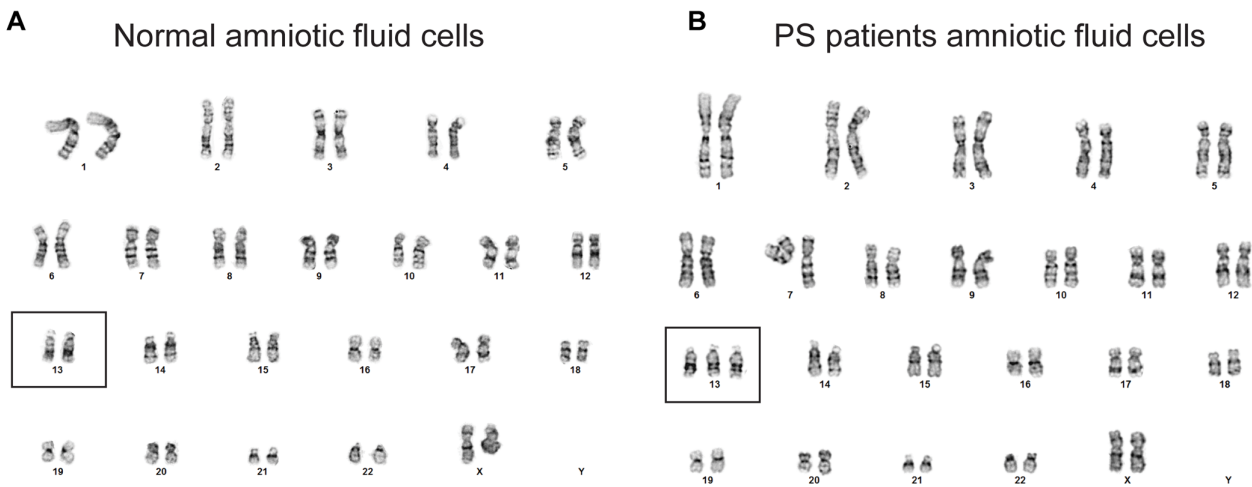 A
Normal amniotic fluid cells
1 2 3 4 5
6 7 8 9 10 11 12
13 14 15 16 17 18
19 20 21 22 X Y
B
PS patients amniotic fluid cells
1 2 3 4 5
6 7 8 9 10 11 12
13 14 15 16 17 18
19 20 21 22 X Y